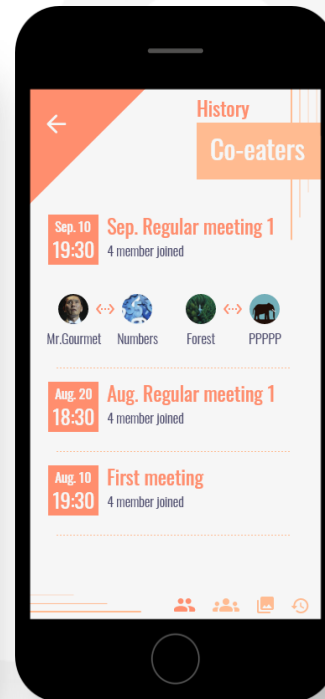 History
Co-eaters
Sep. 10
19:30
Sep. Regular meeting 1
4 member joined
Mr.Gourmet
Numbers
Forest
PPPPP
Aug. 20
18:30
Aug. Regular meeting 1
4 member joined
Aug. 10
19:30
First meeting
4 member joined